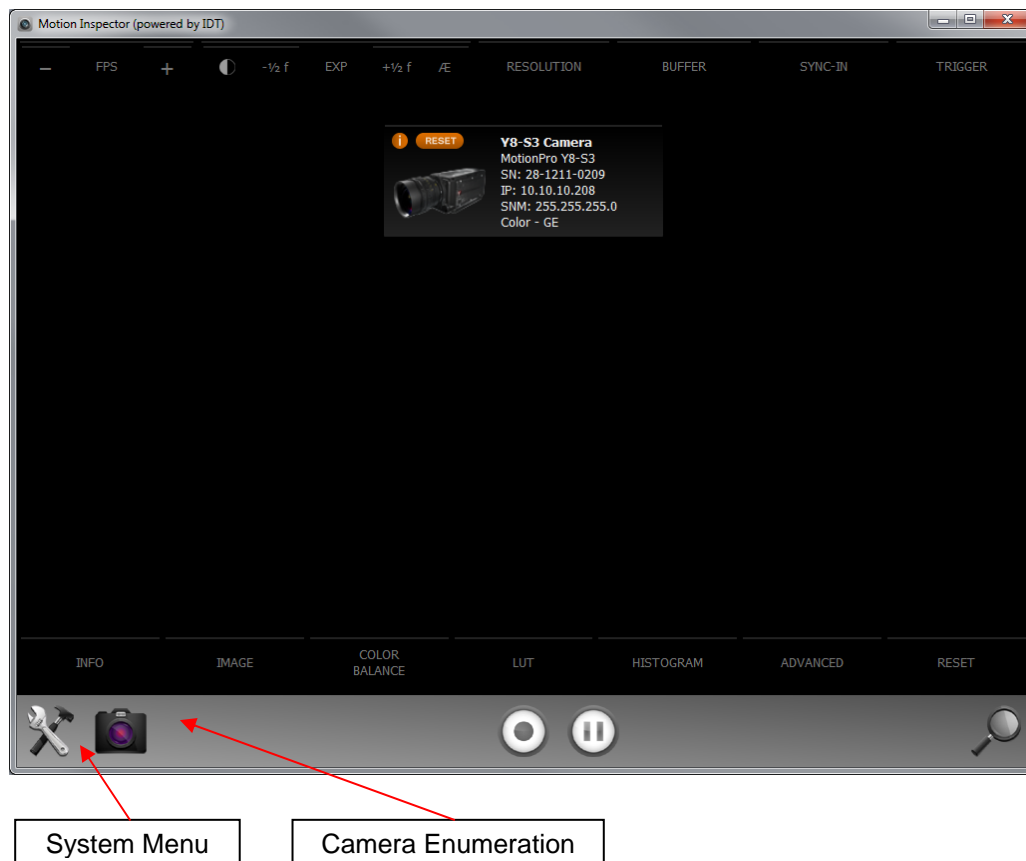 Motion Inspector (powered by IDT)
− FPS + -½ f EXP +½ f Æ RESOLUTION BUFFER SYNC-IN TRIGGER
i RESET
Y8-S3 Camera
MotionPro Y8-S3
SN: 28-1211-0209
IP: 10.10.10.208
SNM: 255.255.255.0
Color - GE
INFO IMAGE COLOR BALANCE LUT HISTOGRAM ADVANCED RESET
System Menu Camera Enumeration